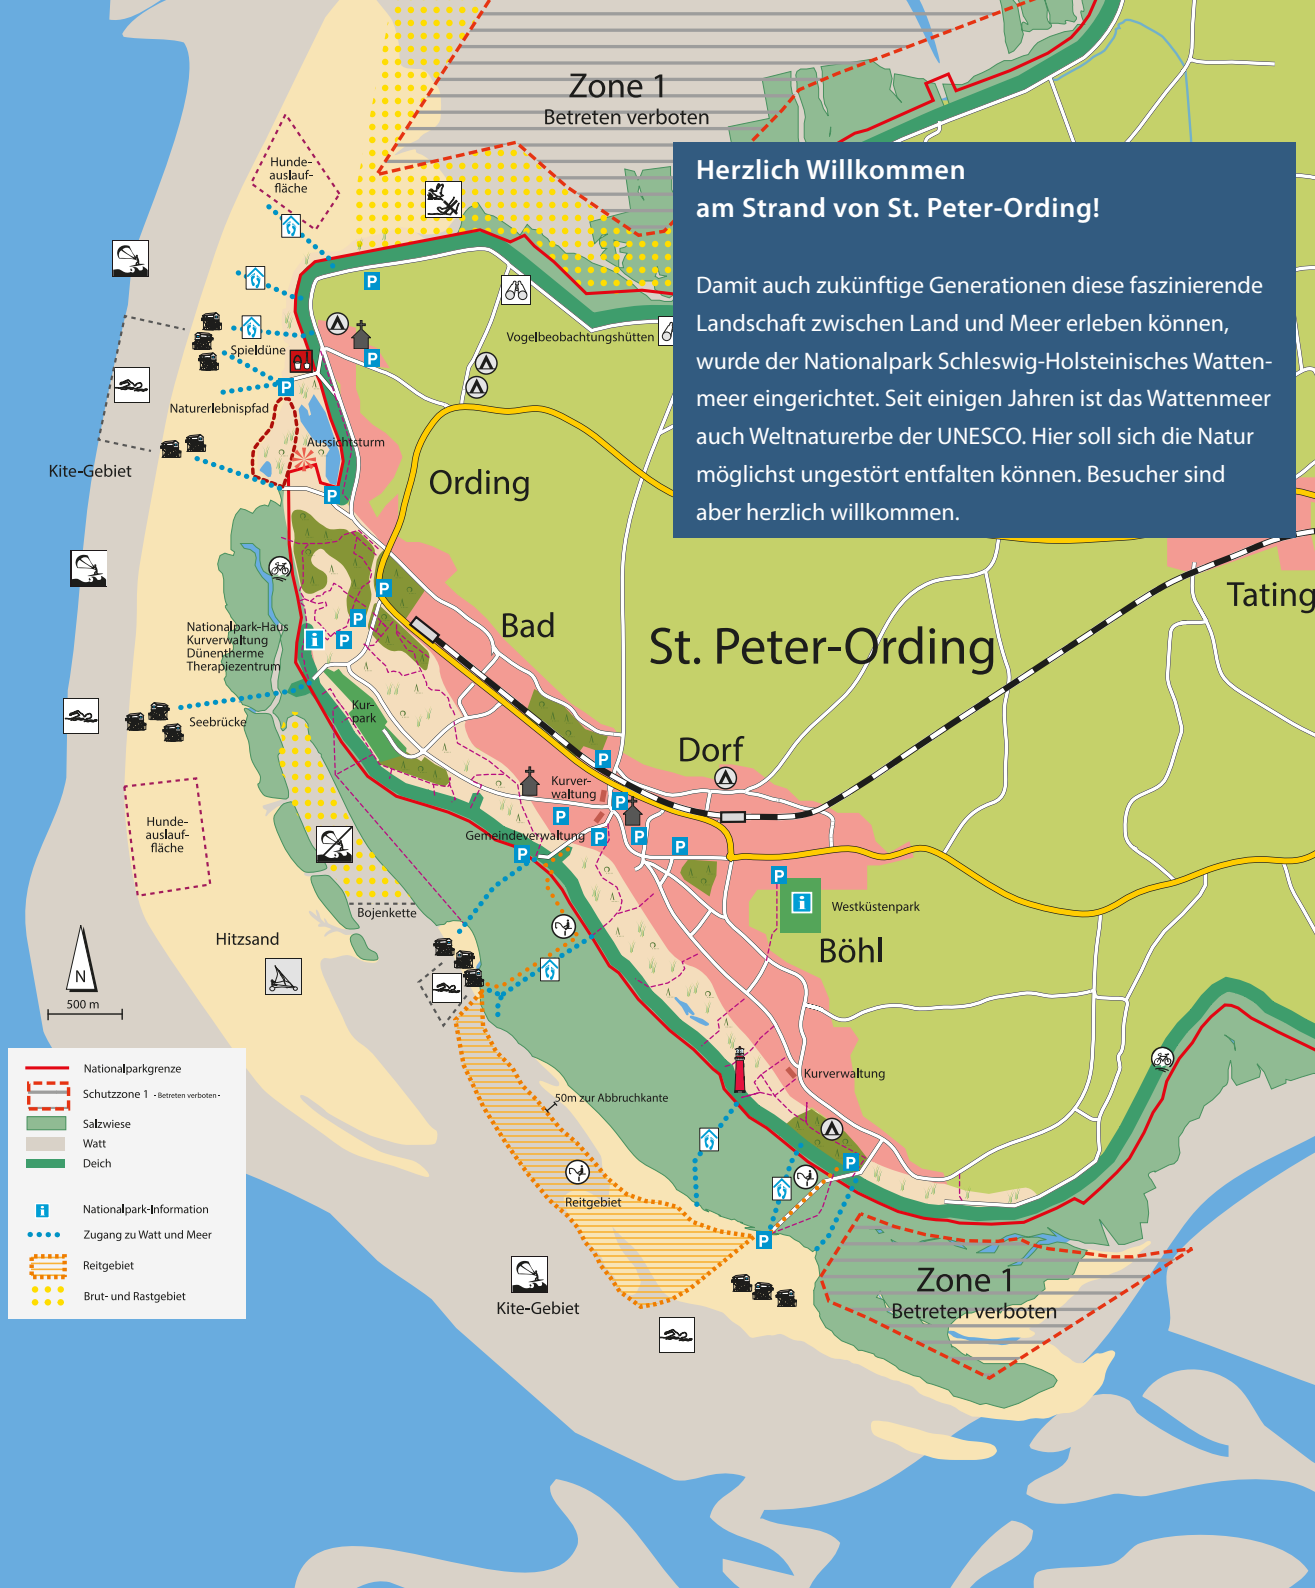 Zone 1
Betreten verboten
Hunde-
auslauf-
fläche
Herzlich Willkommen
am Strand von St. Peter-Ording!
Damit auch zukünftige Generationen diese faszinierende
Landschaft zwischen Land und Meer erleben können,
wurde der Nationalpark Schleswig-Holsteinisches Watten-
meer eingerichtet. Seit einigen Jahren ist das Wattenmeer
auch Weltnaturerbe der UNESCO. Hier soll sich die Natur
möglichst ungestört entfalten können. Besucher sind
aber herzlich willkommen.
P
Vogelbeobachtungshütten
Spieldüne
P
P
Naturerlebnispfad
Aussichtsturm
Kite-Gebiet
Ording
P
Tating
P
Bad
St. Peter-Ording
Nationalpark-Haus
Kurverwaltung
Dünentherme
Therapiezentrum
P
i
P
Seebrücke
Kur-
park
Dorf
P
Kurver-
waltung
P
P
Gemeindeverwaltung
P
P
P
P
P
Hunde-
auslauf-
fläche
i
Westküstenpark
Bojenkette
Böhl
Hitzsand
N
500 m
Kurverwaltung
50m zur Abbruchkante
P
Reitgebiet
P
Zone 1
Betreten verboten
Kite-Gebiet
Nationalparkgrenze
Schutzzone 1 - Betreten verboten -
Salzwiese
Watt
Deich
i Nationalpark-Information
Zugang zu Watt und Meer
Reitgebiet
Brut- und Rastgebiet